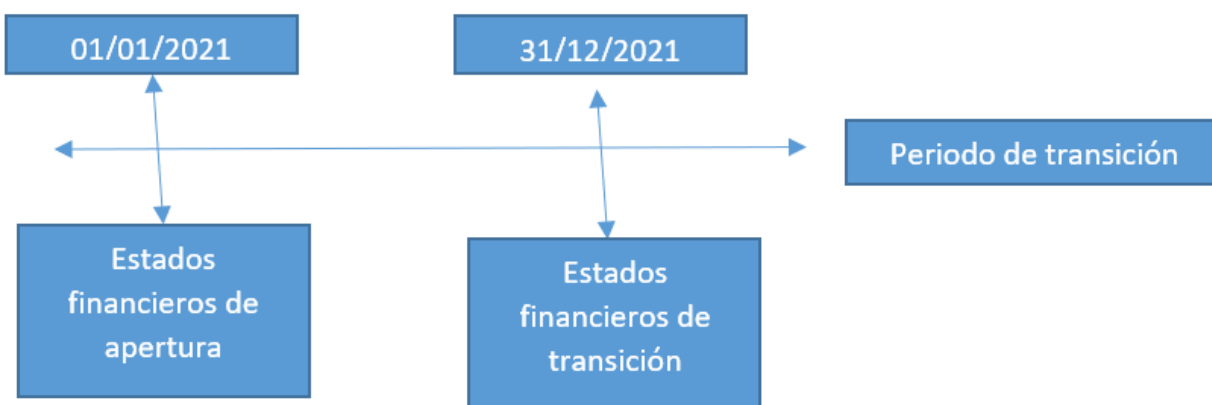 01/01/2021
31/12/2021
Periodo de transición
Estados
financieros de
apertura
Estados
financieros de
transición